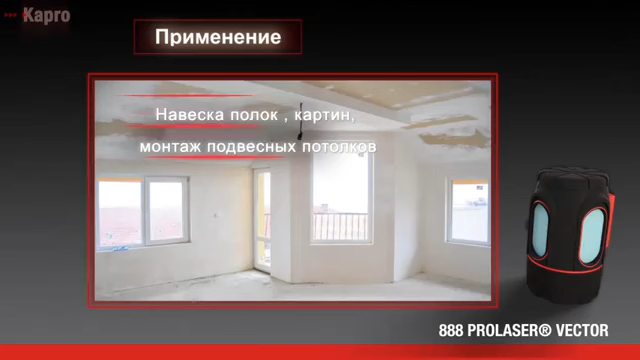 Kapro
Применение
Навеска полок , картин,
монтаж подвесных потолков
888 PROLASER® VECTOR